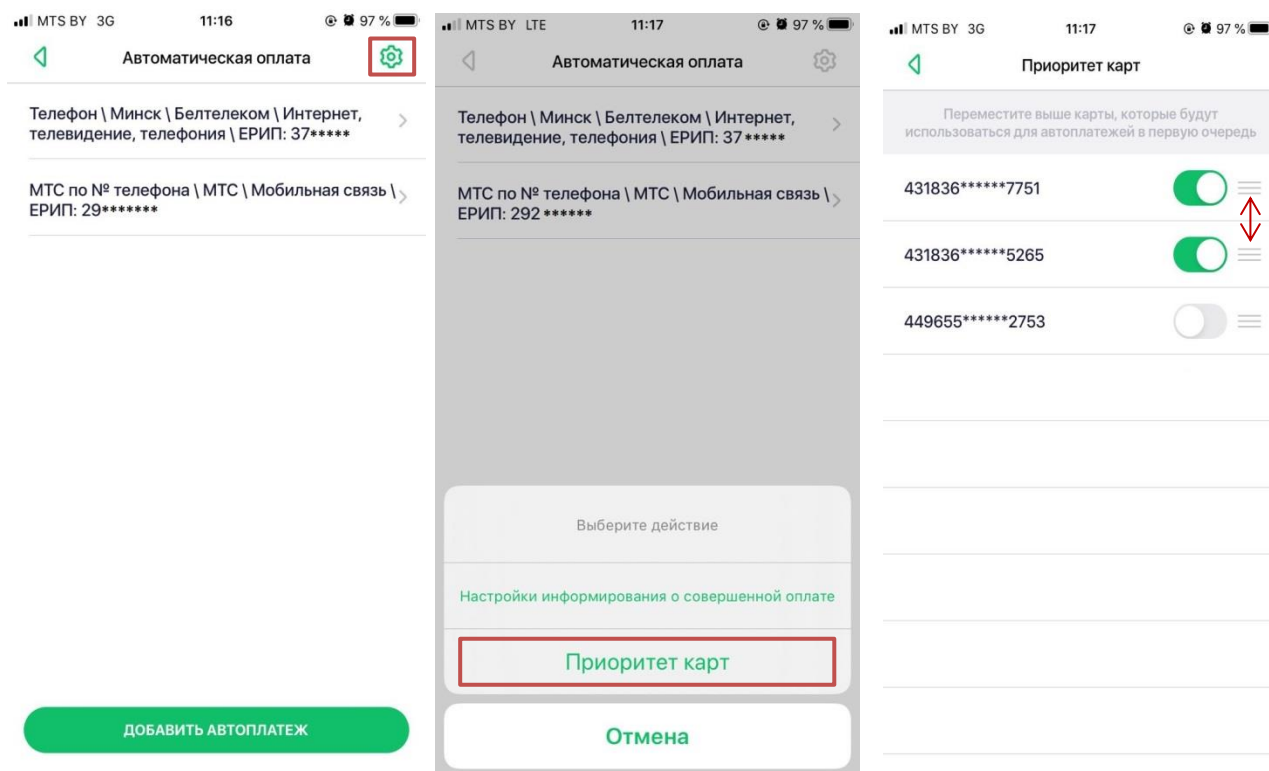 MTS BY 3G 11:16 97 %
Автоматическая оплата
Телефон \ Минск \ Белтелеком \ Интернет,
телевидение, телефония \ ЕРИП: 37*****
МТС по № телефона \ МТС \ Мобильная связь \
ЕРИП: 29*******
ДОБАВИТЬ АВТОПЛАТЕЖ
MTS BY LTE 11:17 97 %
Автоматическая оплата
Телефон \ Минск \ Белтелеком \ Интернет,
телевидение, телефония \ ЕРИП: 37*****
МТС по № телефона \ МТС \ Мобильная связь \
ЕРИП: 292******
Выберите действие
Настройки информирования о совершенной оплате
Приоритет карт
Отмена
MTS BY 3G 11:17 97 %
Приоритет карт
Переместите выше карты, которые будут
использоваться для автоплатежей в первую очередь
431836******7751
431836******5265
449655******2753